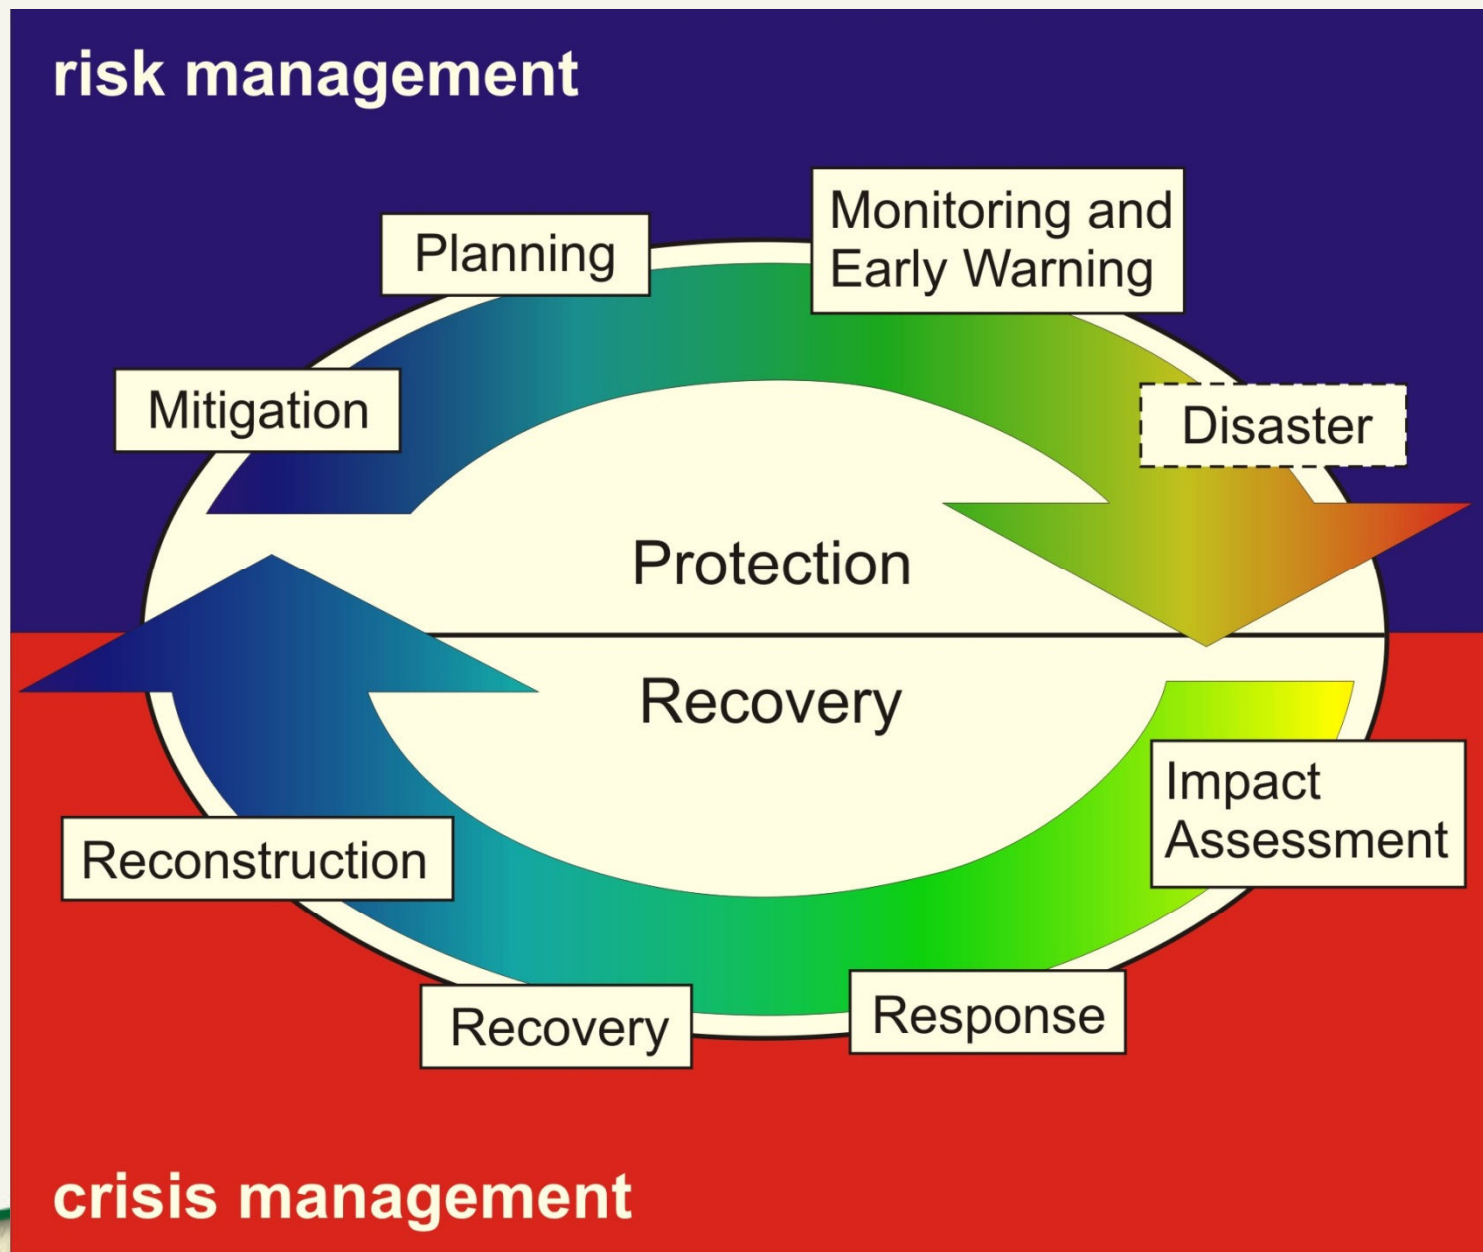 risk management
Monitoring and
Early Warning
Planning
Mitigation
Disaster
Protection
Recovery
Impact
Assessment
Reconstruction
Response
Recovery
crisis management